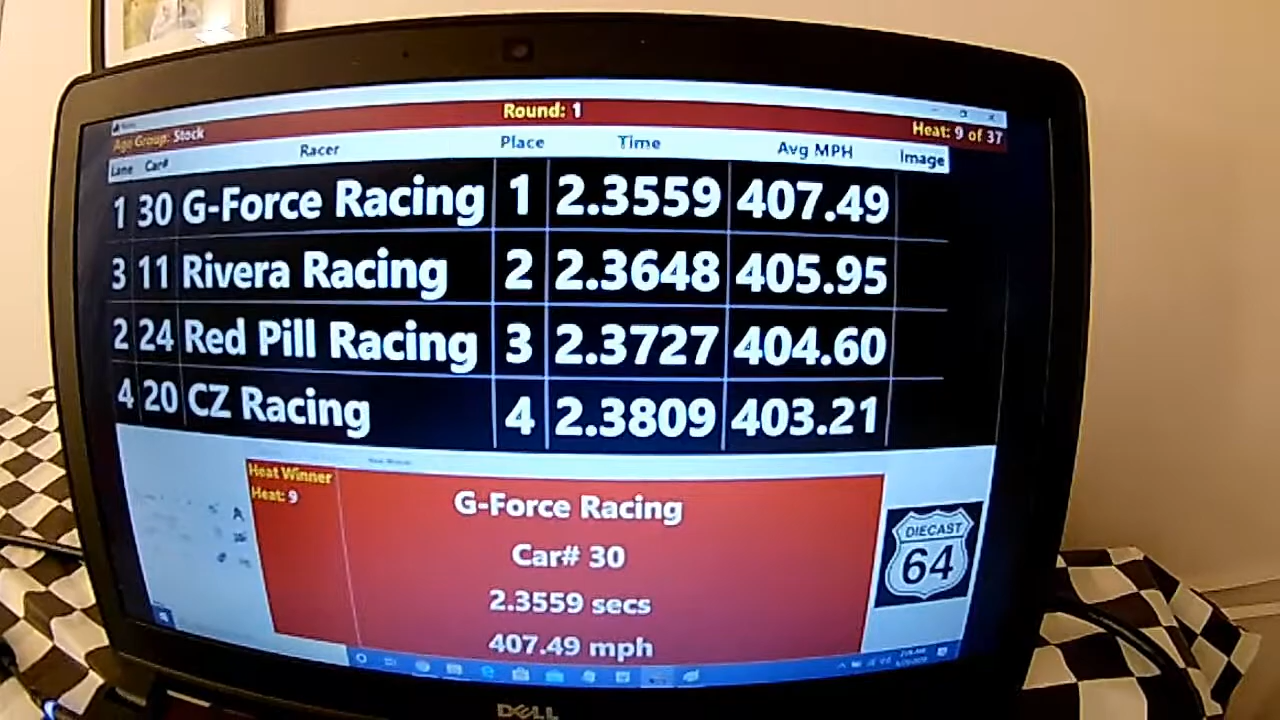 Round: 1
Age Group: Stock
Heat: 9 of 37
Lane Car# Racer Place Time Avg MPH Image
1 30 G-Force Racing 1 2.3559 407.49
3 11 Rivera Racing 2 2.3648 405.95
2 24 Red Pill Racing 3 2.3727 404.60
4 20 CZ Racing 4 2.3809 403.21
Heat Winner
Heat: 9
G-Force Racing
Car# 30
2.3559 secs
407.49 mph
DIECAST
64
DELL